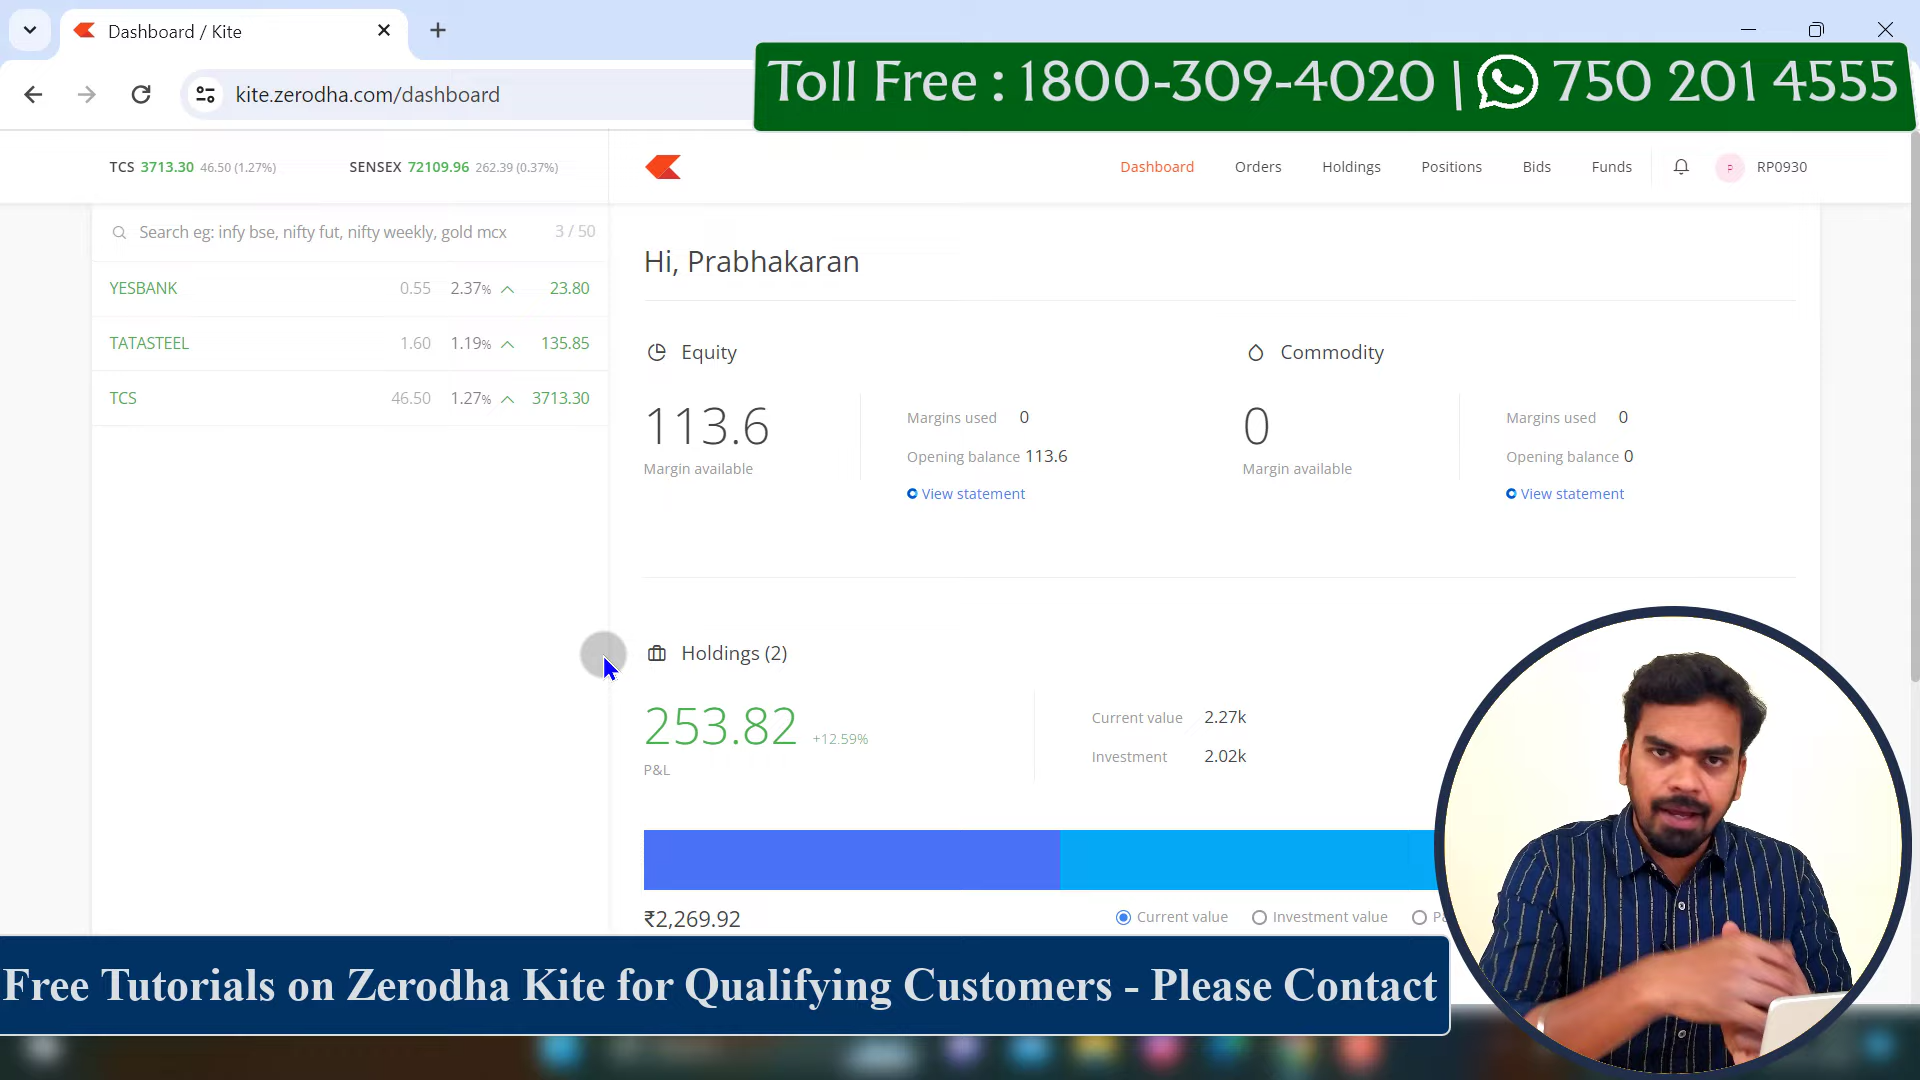 Dashboard / Kite
kite.zerodha.com/dashboard
Toll Free : 1800-309-4020 | 750 201 4555
TCS 3713.30 46.50 (1.27%) SENSEX 72109.96 262.39 (0.37%)
Dashboard Orders Holdings Positions Bids Funds P RP0930
Search eg: infy bse, nifty fut, nifty weekly, gold mcx 3 / 50
Hi, Prabhakaran
YESBANK 0.55 2.37% 23.80
TATASTEEL 1.60 1.19% 135.85
TCS 46.50 1.27% 3713.30
Equity
113.6
Margin available
Margins used 0
Opening balance 113.6
View statement
Commodity
0
Margin available
Margins used 0
Opening balance 0
View statement
Holdings (2)
253.82 +12.59%
P&L
Current value 2.27k
Investment 2.02k
₹2,269.92
Current value Investment value
Free Tutorials on Zerodha Kite for Qualifying Customers - Please Contact